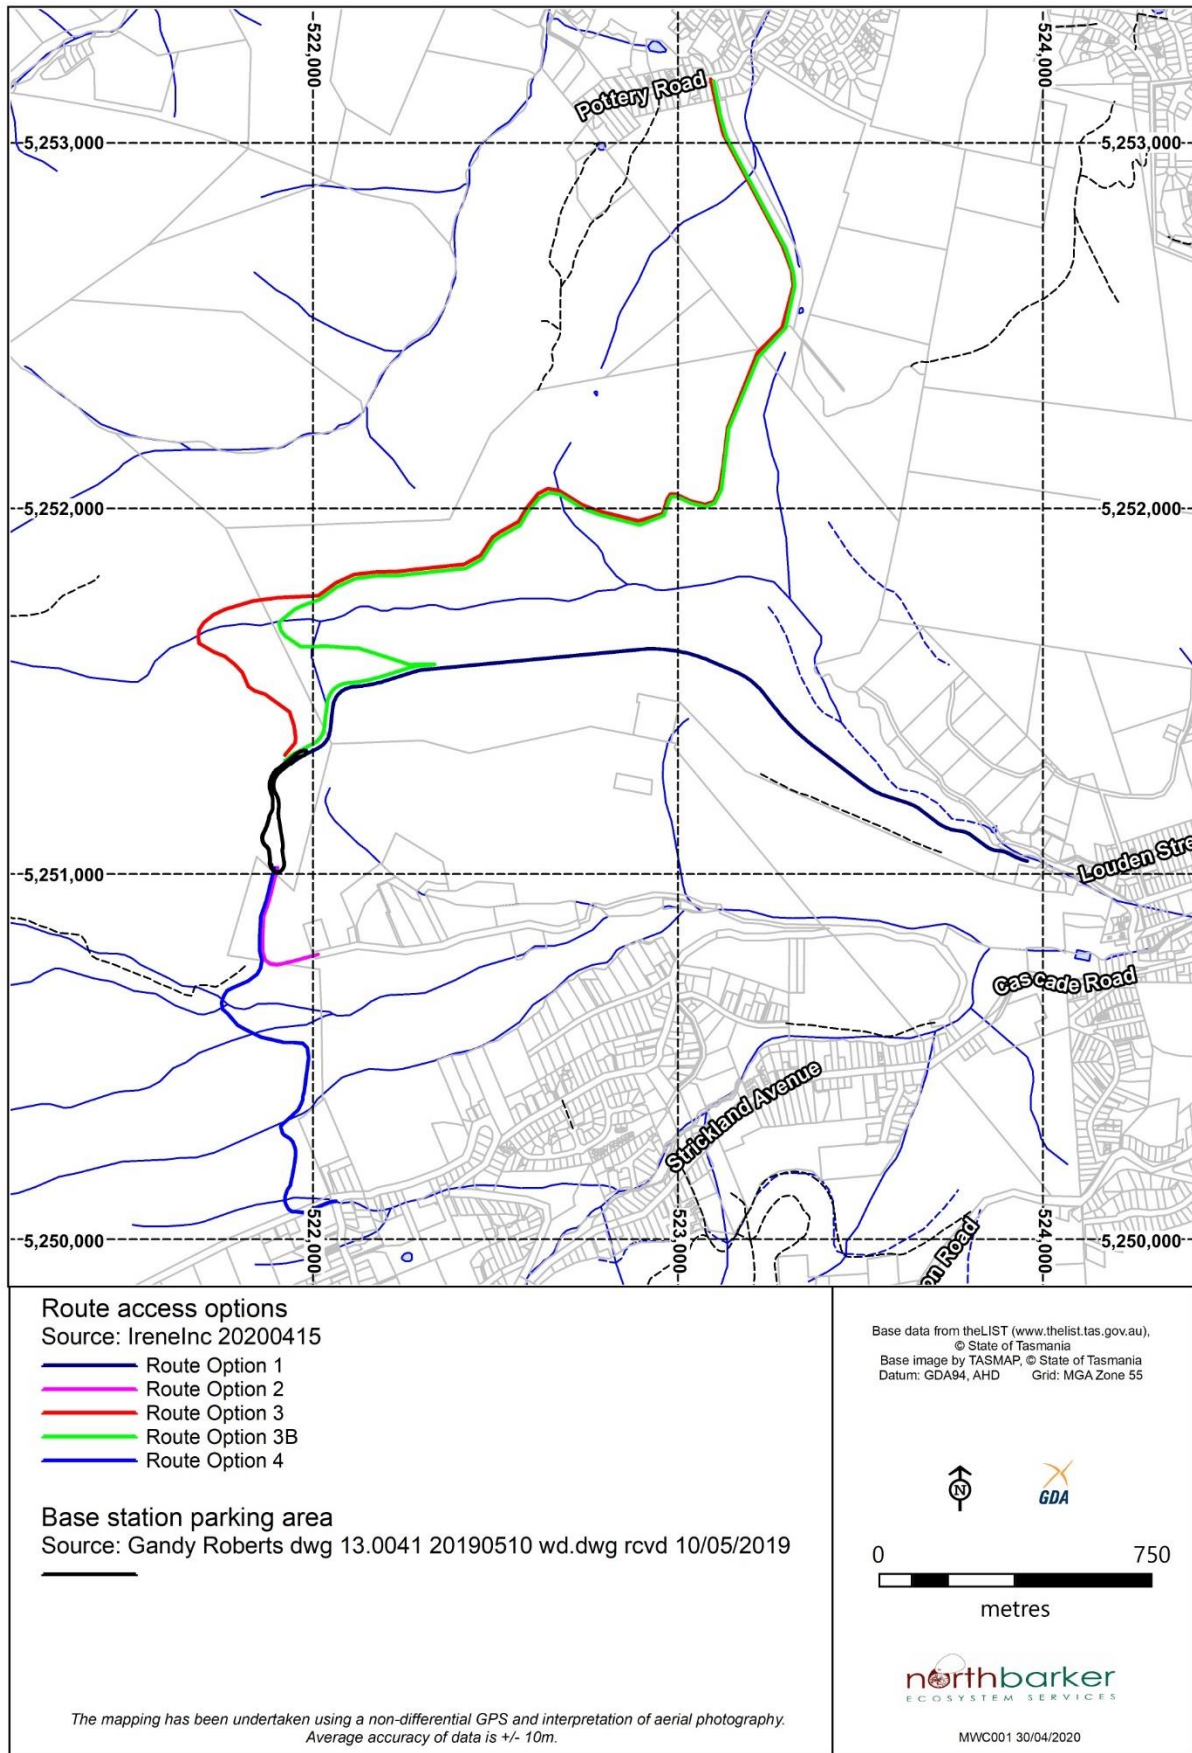 522,000
523,000
524,000
Pottery Road
5,253,000
5,253,000
5,252,000
5,252,000
5,251,000
5,251,000
Louden Stre
Cascade Road
Strickland Avenue
on Road
5,250,000
5,250,000
522,000
523,000
524,000
Route access options
Source: IreneInc 20200415
Route Option 1
Route Option 2
Route Option 3
Route Option 3B
Route Option 4
Base station parking area
Source: Gandy Roberts dwg 13.0041 20190510 wd.dwg rcvd 10/05/2019
The mapping has been undertaken using a non-differential GPS and interpretation of aerial photography.
Average accuracy of data is +/- 10m.
Base data from theLIST (www.thelist.tas.gov.au),
© State of Tasmania
Base image by TASMAP, © State of Tasmania
Datum: GDA94, AHD Grid: MGA Zone 55
N
GDA
0 750
metres
northbarker
ECOSYSTEM SERVICES
MWC001 30/04/2020